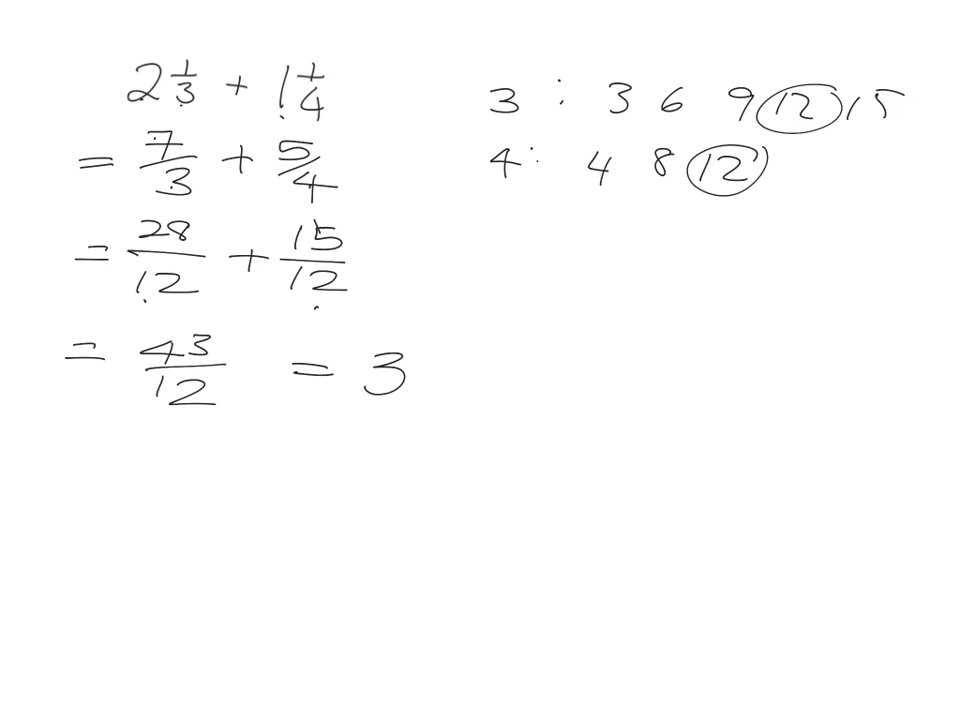 2 1/3 + 1 1/4
= 7/3 + 5/4
= 28/12 + 15/12
= 43/12 = 3
3 : 3 6 9 12 15
4 : 4 8 12